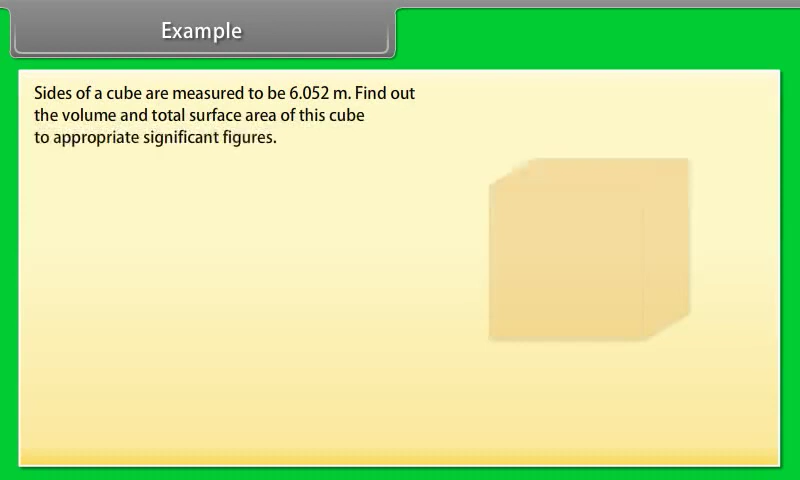 Example
Sides of a cube are measured to be 6.052 m. Find out
the volume and total surface area of this cube
to appropriate significant figures.